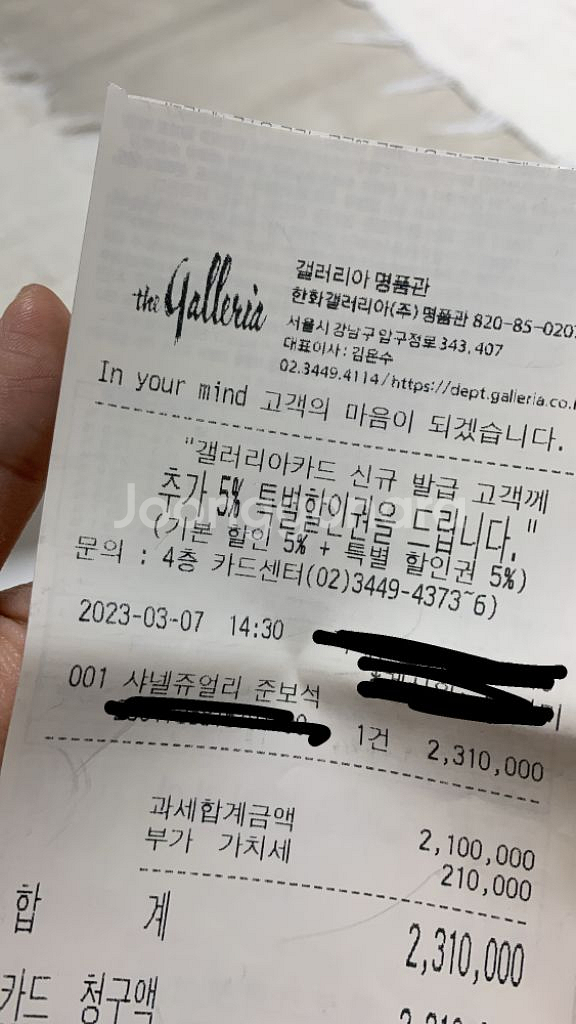 the Galleria
갤러리아 명품관
한화갤러리아(주) 명품관 820-85-0207
서울시 강남구 압구정로 343, 407
대표이사 : 김은수
02.3449.4114/https://dept.galleria.co.k
In your mind 고객의 마음이 되겠습니다.
"갤러리아카드 신규 발급 고객께
추가 5% 특별할인권을 드립니다."
(기본 할인 5% + 특별 할인권 5%)
Joonggonara
문의 : 4층 카드센터(02)3449-4373~6)
2023-03-07 14:30
001 샤넬쥬얼리 준보석
1건 2,310,000
과세합계금액 2,100,000
부가 가치세 210,000
합 계 2,310,000
카드 청구액